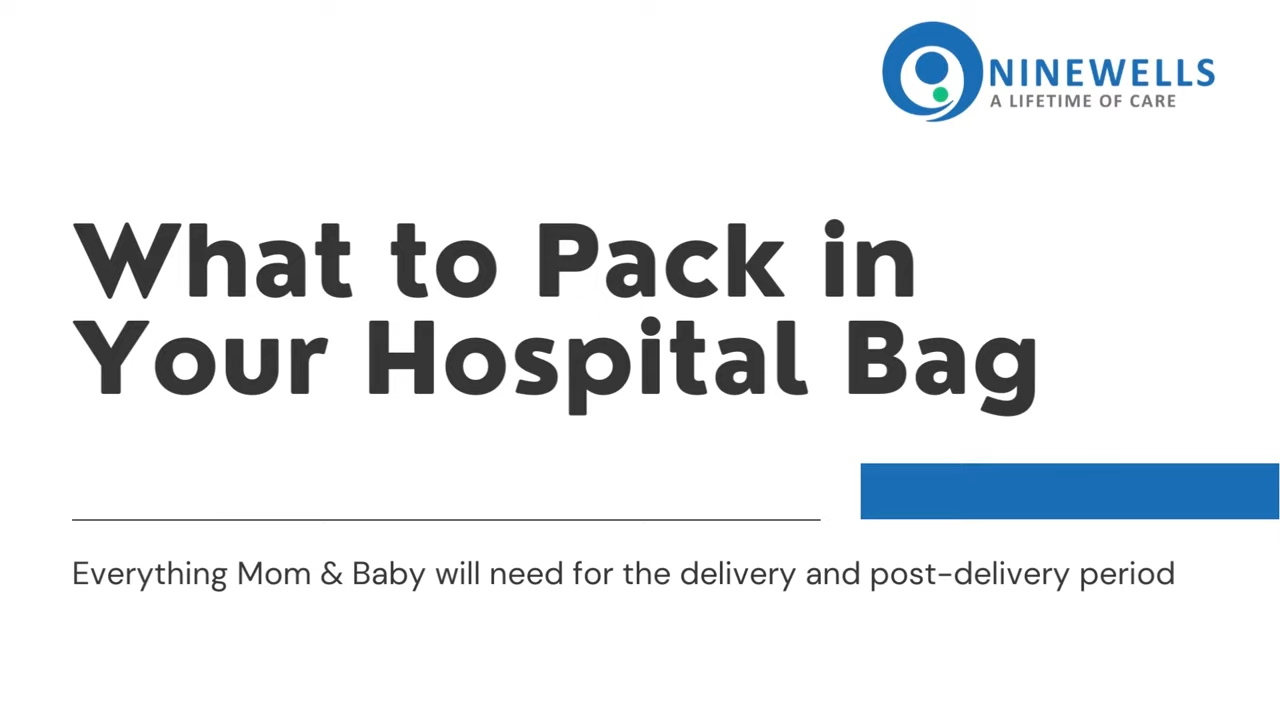 NINEWELLS
A LIFETIME OF CARE
What to Pack in
Your Hospital Bag
Everything Mom & Baby will need for the delivery and post-delivery period